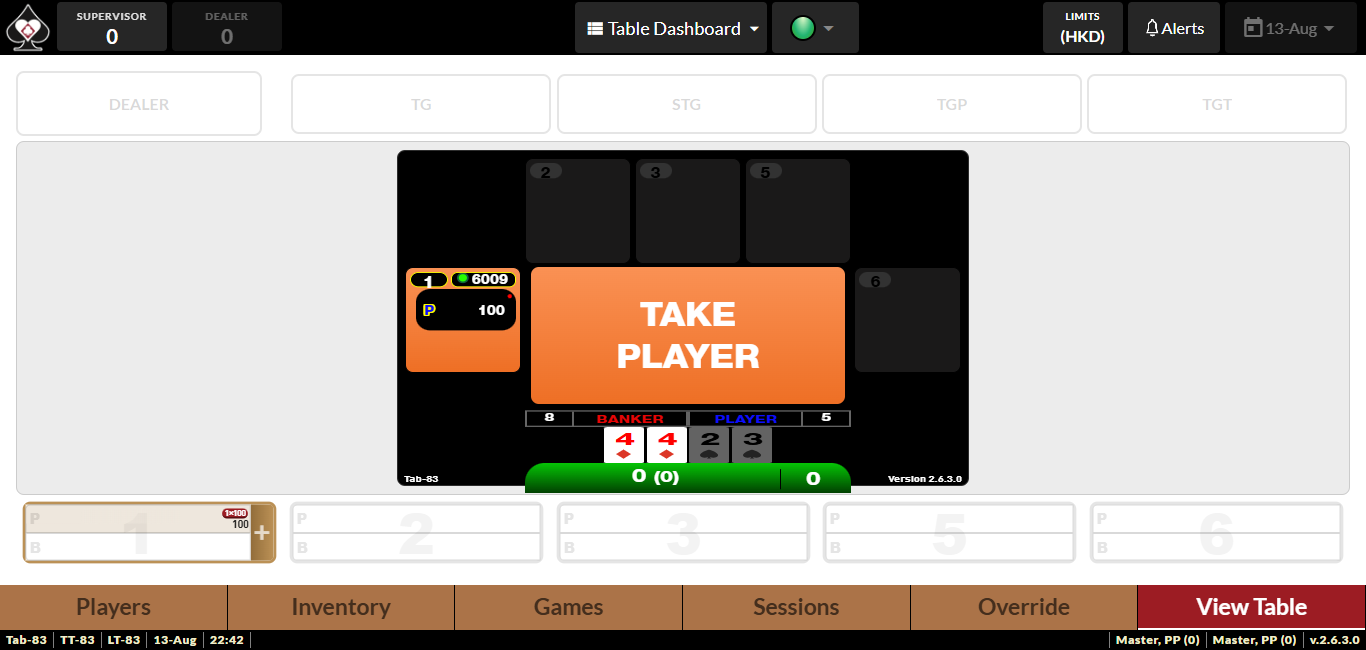 SUPERVISOR
0
DEALER
0
Table Dashboard
LIMITS
(HKD)
Alerts
13-Aug
DEALER
TG
STG
TGP
TGT
2
3
5
1
6009
P
100
TAKE
PLAYER
6
8
BANKER
PLAYER
5
4
4
2
3
Tab-83
0 (0)
0
Version 2.6.3.0
P
B
1
1×100
100
+
P
B
2
P
B
3
P
B
5
P
B
6
Players
Inventory
Games
Sessions
Override
View Table
Tab-83
TT-83
LT-83
13-Aug
22:42
Master, PP (0)
Master, PP (0)
v.2.6.3.0